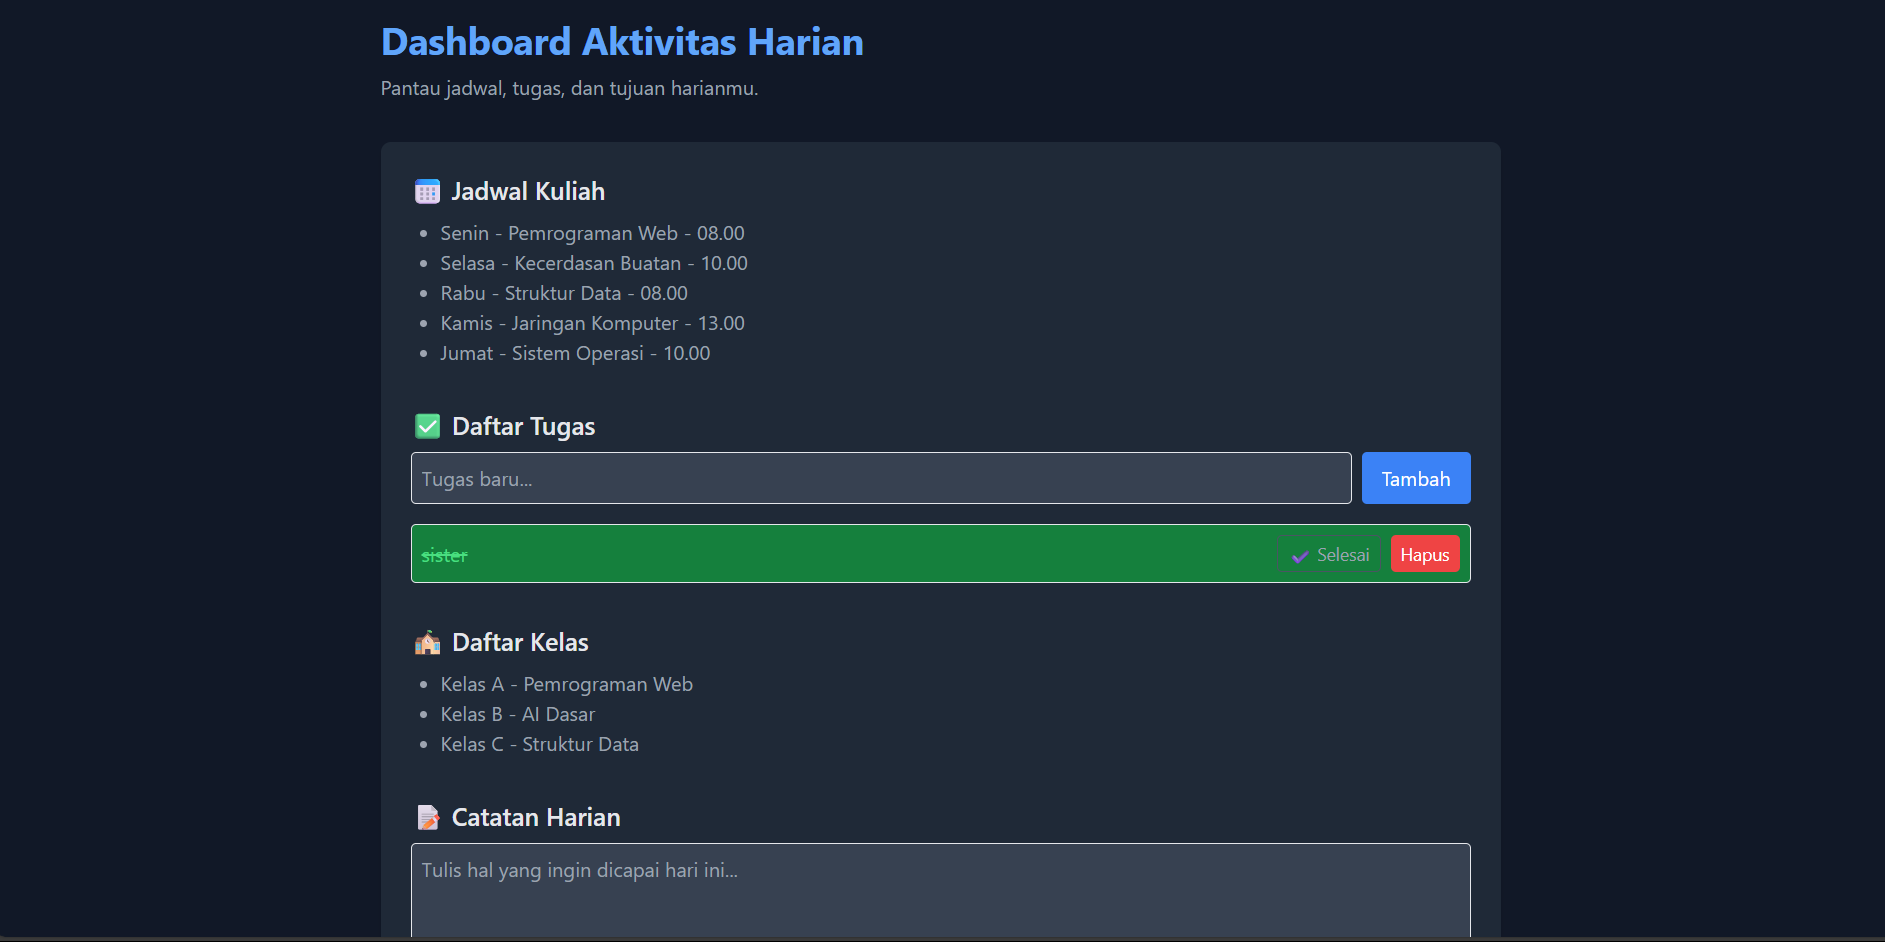 Dashboard Aktivitas Harian
Pantau jadwal, tugas, dan tujuan harianmu.
Jadwal Kuliah
Senin - Pemrograman Web - 08.00
Selasa - Kecerdasan Buatan - 10.00
Rabu - Struktur Data - 08.00
Kamis - Jaringan Komputer - 13.00
Jumat - Sistem Operasi - 10.00
Daftar Tugas
Tugas baru...
Tambah
sister
Selesai
Hapus
Daftar Kelas
Kelas A - Pemrograman Web
Kelas B - AI Dasar
Kelas C - Struktur Data
Catatan Harian
Tulis hal yang ingin dicapai hari ini...